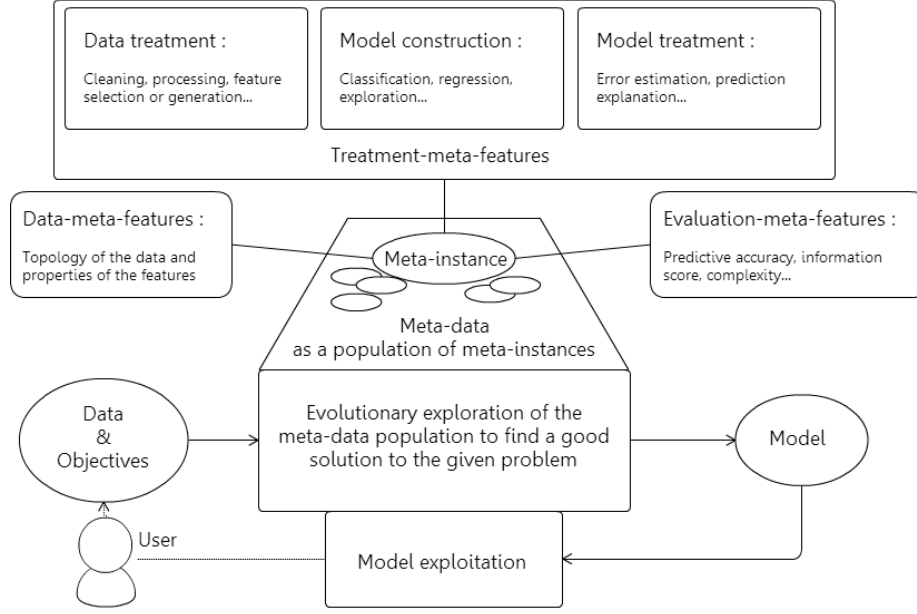 Data treatment :
Cleaning, processing, feature
selection or generation...
Model construction :
Classification, regression,
exploration...
Model treatment :
Error estimation, prediction
explanation...
Treatment-meta-features
Data-meta-features :
Topology of the data and
properties of the features
Meta-instance
Evaluation-meta-features :
Predictive accuracy, information
score, complexity...
Meta-data
as a population of meta-instances
Data
&
Objectives
Evolutionary exploration of the
meta-data population to find a good
solution to the given problem
Model
User
Model exploitation